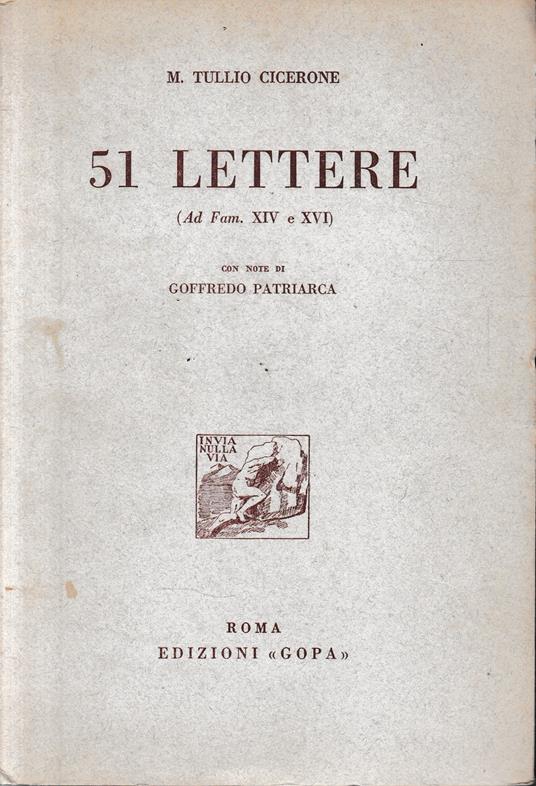 M. TULLIO CICERONE
51 LETTERE
(Ad Fam. XIV e XVI)
CON NOTE DI
GOFFREDO PATRIARCA
INVIA
NULLA
VIA
ROMA
EDIZIONI «GOPA»